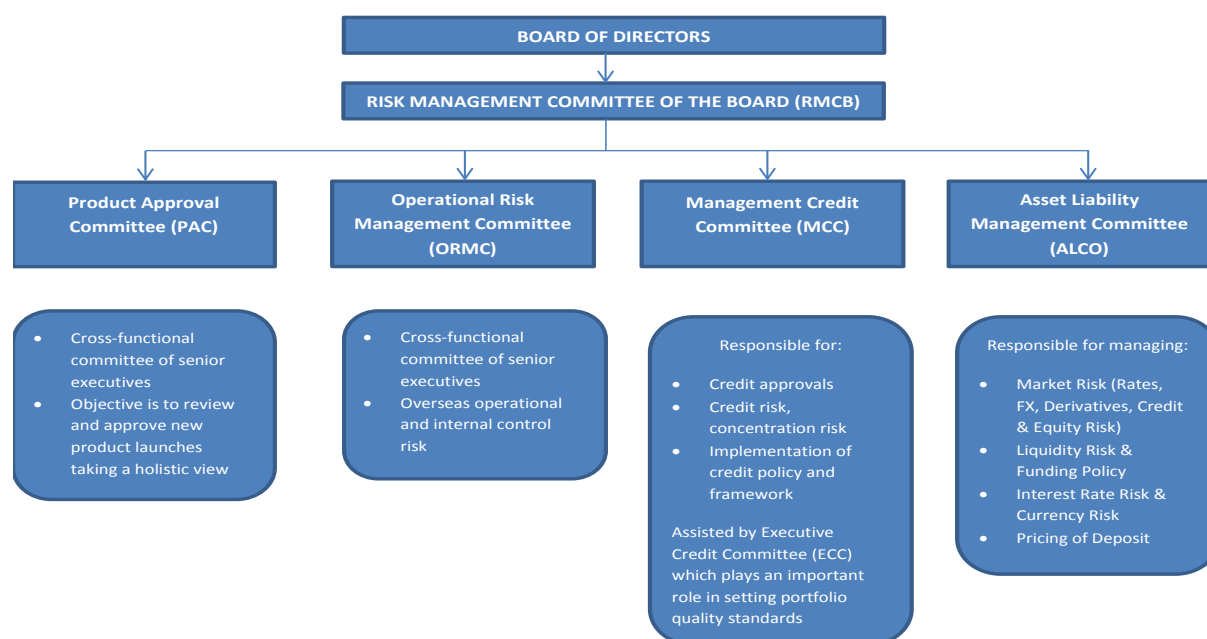 BOARD OF DIRECTORS
RISK MANAGEMENT COMMITTEE OF THE BOARD (RMCB)
Product Approval
Committee (PAC)
Operational Risk
Management Committee
(ORMC)
Management Credit
Committee (MCC)
Asset Liability
Management Committee
(ALCO)
• Cross-functional
committee of senior
executives
• Objective is to review
and approve new
product launches
taking a holistic view
• Cross-functional
committee of senior
executives
• Overseas operational
and internal control
risk
Responsible for:
• Credit approvals
• Credit risk,
concentration risk
• Implementation of
credit policy and
framework
Assisted by Executive
Credit Committee (ECC)
which plays an important
role in setting portfolio
quality standards
Responsible for managing:
• Market Risk (Rates,
FX, Derivatives, Credit
& Equity Risk)
• Liquidity Risk &
Funding Policy
• Interest Rate Risk &
Currency Risk
• Pricing of Deposit